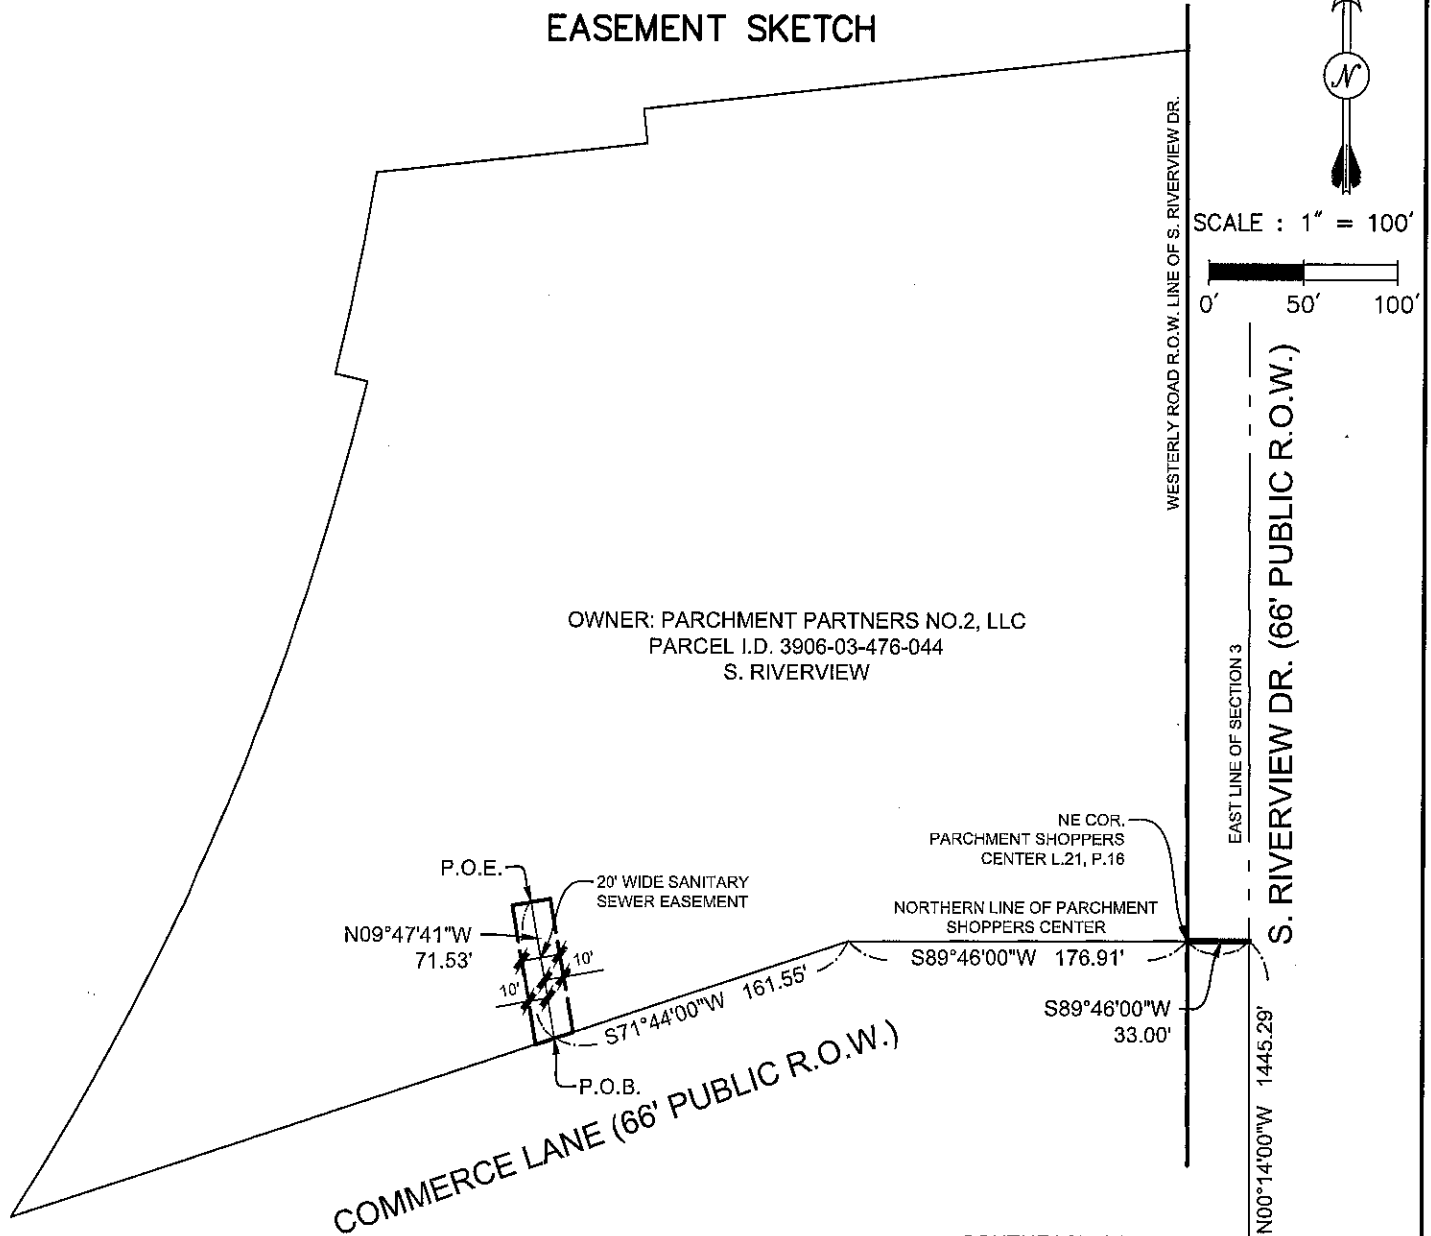 EASEMENT SKETCH
N
SCALE : 1" = 100'
0' 50' 100'
WESTERLY ROAD R.O.W. LINE OF S. RIVERVIEW DR.
S. RIVERVIEW DR. (66' PUBLIC R.O.W.)
EAST LINE OF SECTION 3
OWNER: PARCHMENT PARTNERS NO.2, LLC
PARCEL I.D. 3906-03-476-044
S. RIVERVIEW
NE COR.
PARCHMENT SHOPPERS
CENTER L.21, P.16
P.O.E.
20' WIDE SANITARY
SEWER EASEMENT
NORTHERN LINE OF PARCHMENT
SHOPPERS CENTER
N09°47'41"W
71.53'
10'
10'
S89°46'00"W 176.91'
S71°44'00"W 161.55'
S89°46'00"W
33.00'
P.O.B.
COMMERCE LANE (66' PUBLIC R.O.W.)
N00°14'00"W 1445.29'